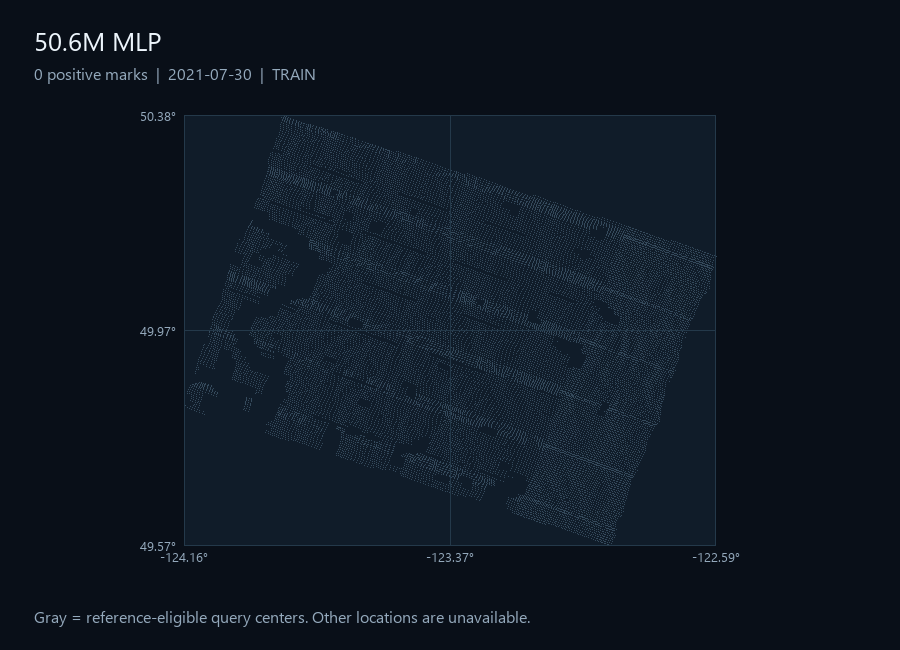 50.6M MLP
0 positive marks | 2021-07-30 | TRAIN
50.38°
49.97°
49.57°
-124.16°
-123.37°
-122.59°
Gray = reference-eligible query centers. Other locations are unavailable.